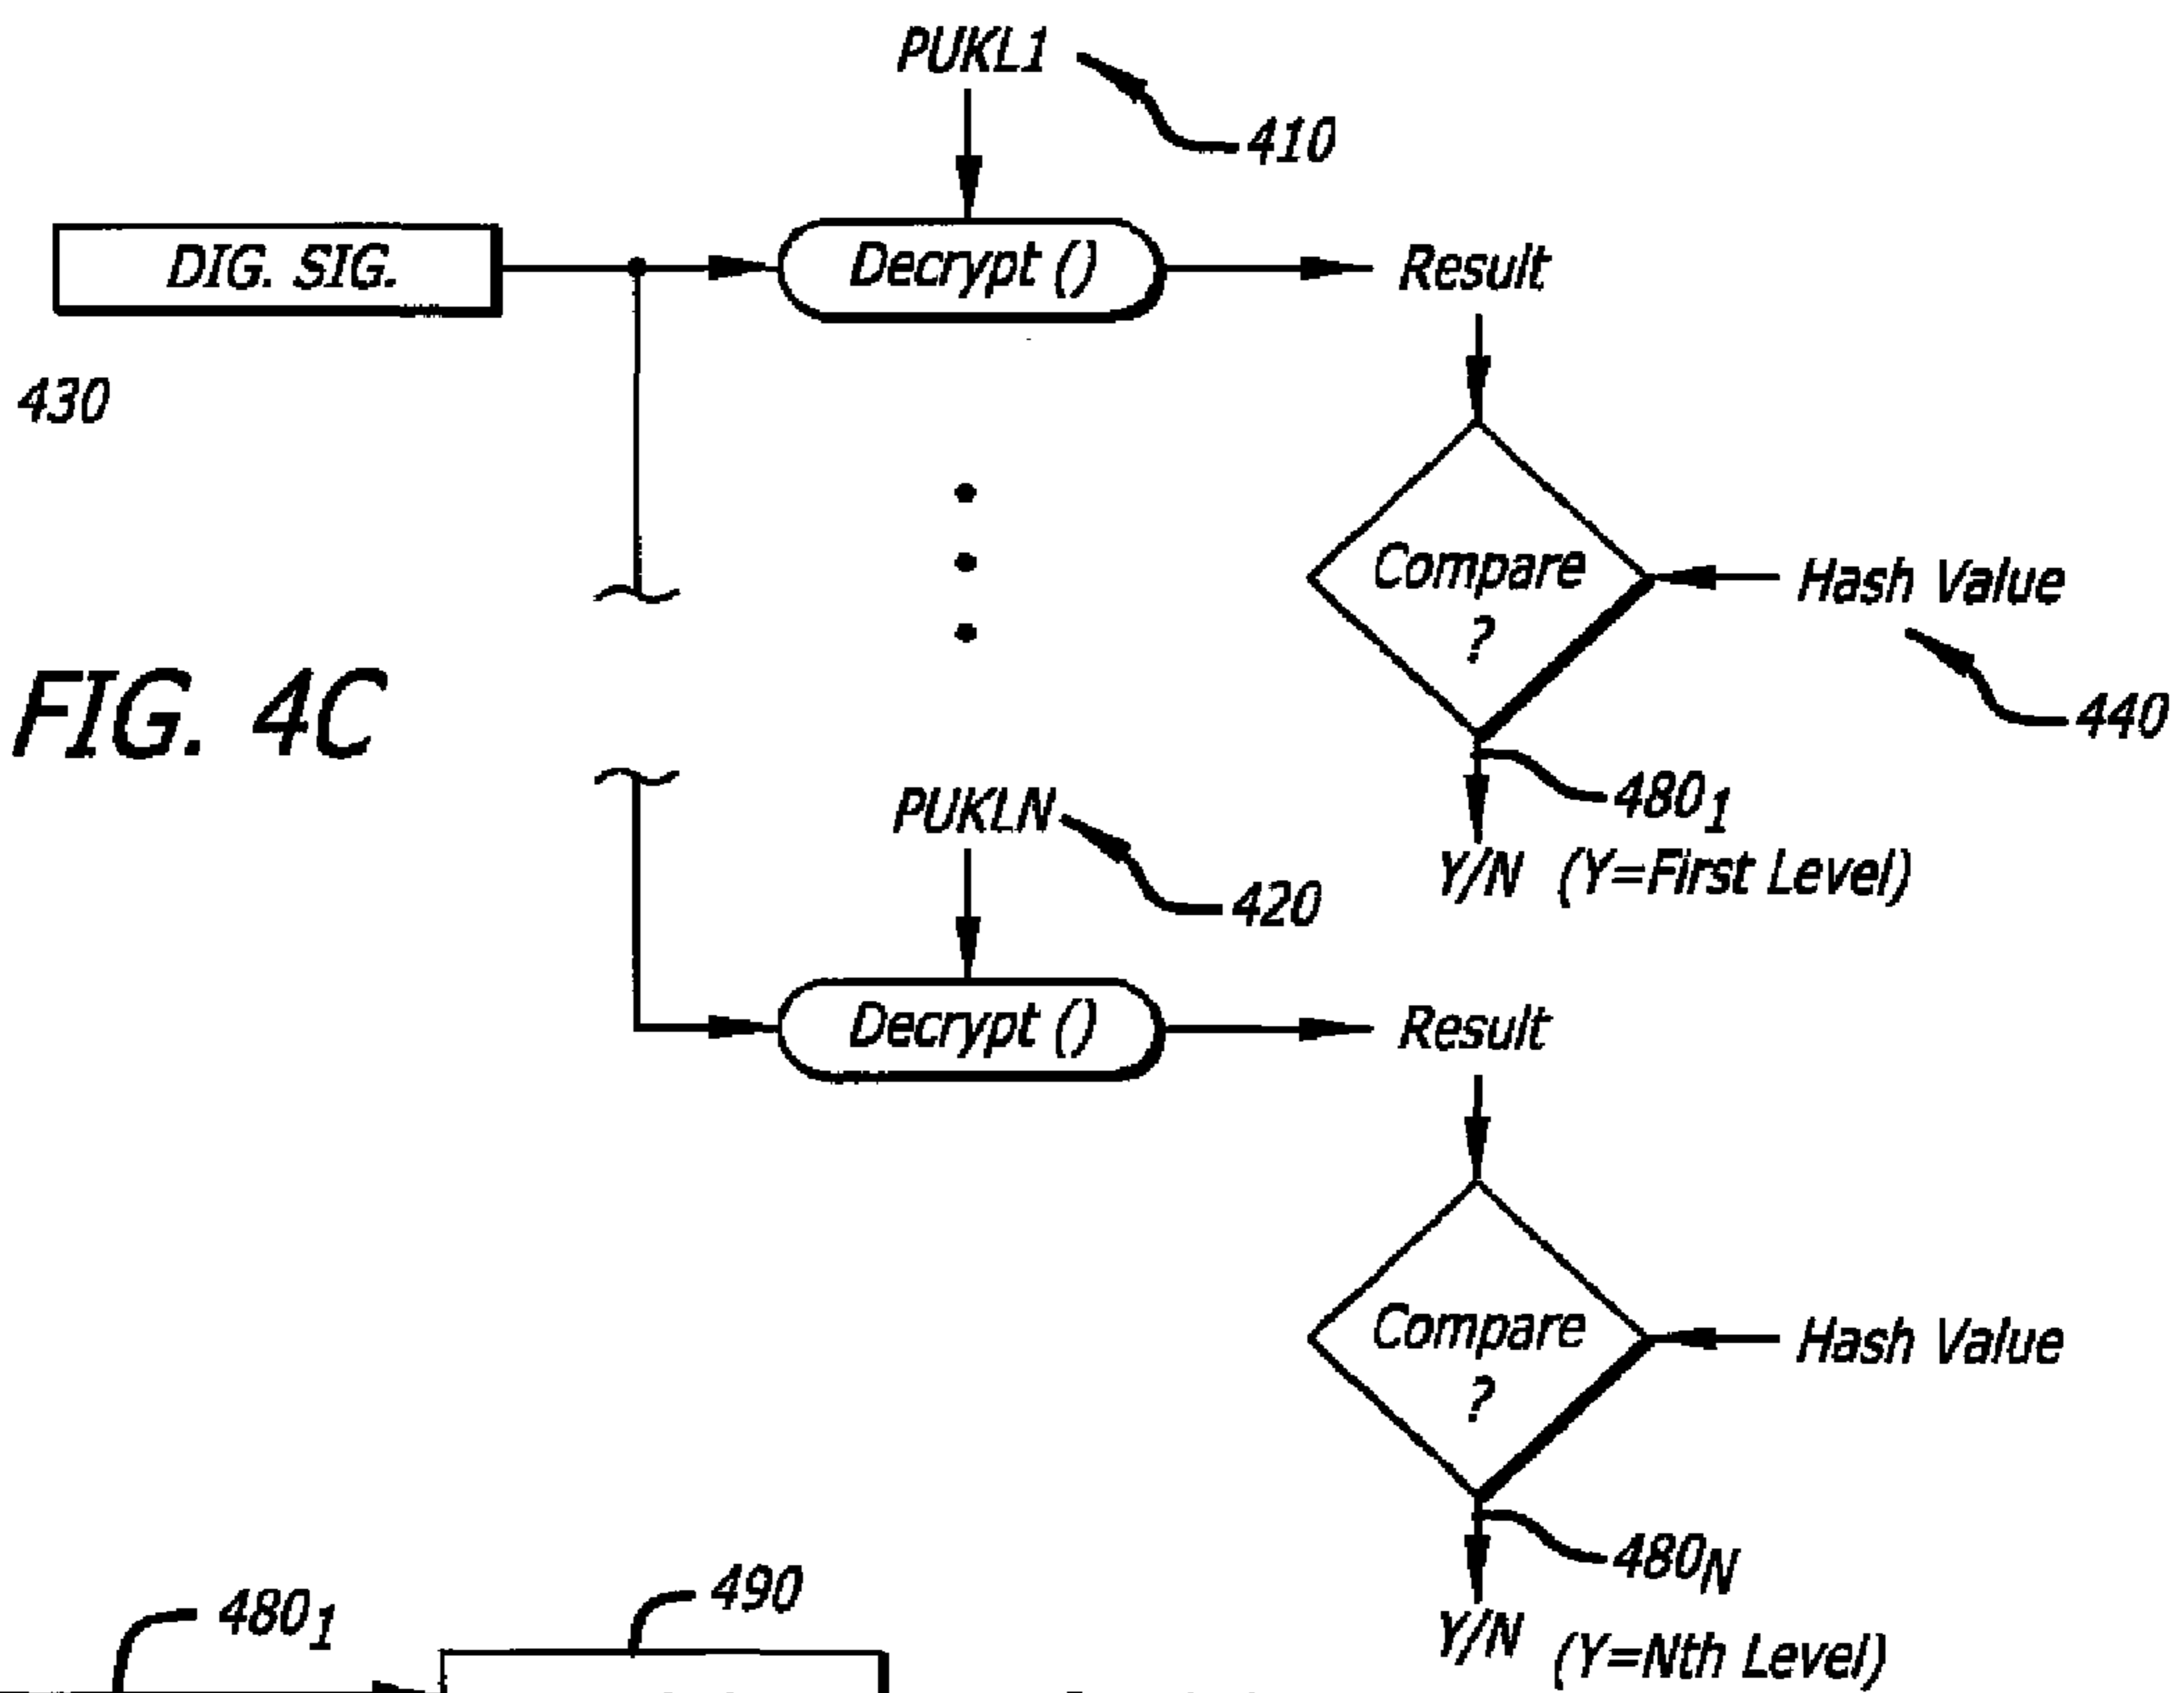 PUKL1
410
DIG. SIG.
Decrypt ()
Result
430
Compare
?
Hash Value
440
FIG. 4C
480₁
Y/N (Y=First Level)
PUKLN
420
Decrypt ()
Result
Compare
?
Hash Value
480N
Y/N (Y=Nth Level)
480₁
490